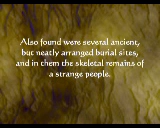 Also found were several ancient,
but neatly arranged burial sites,
and in them the skeletal remains of
a strange people.